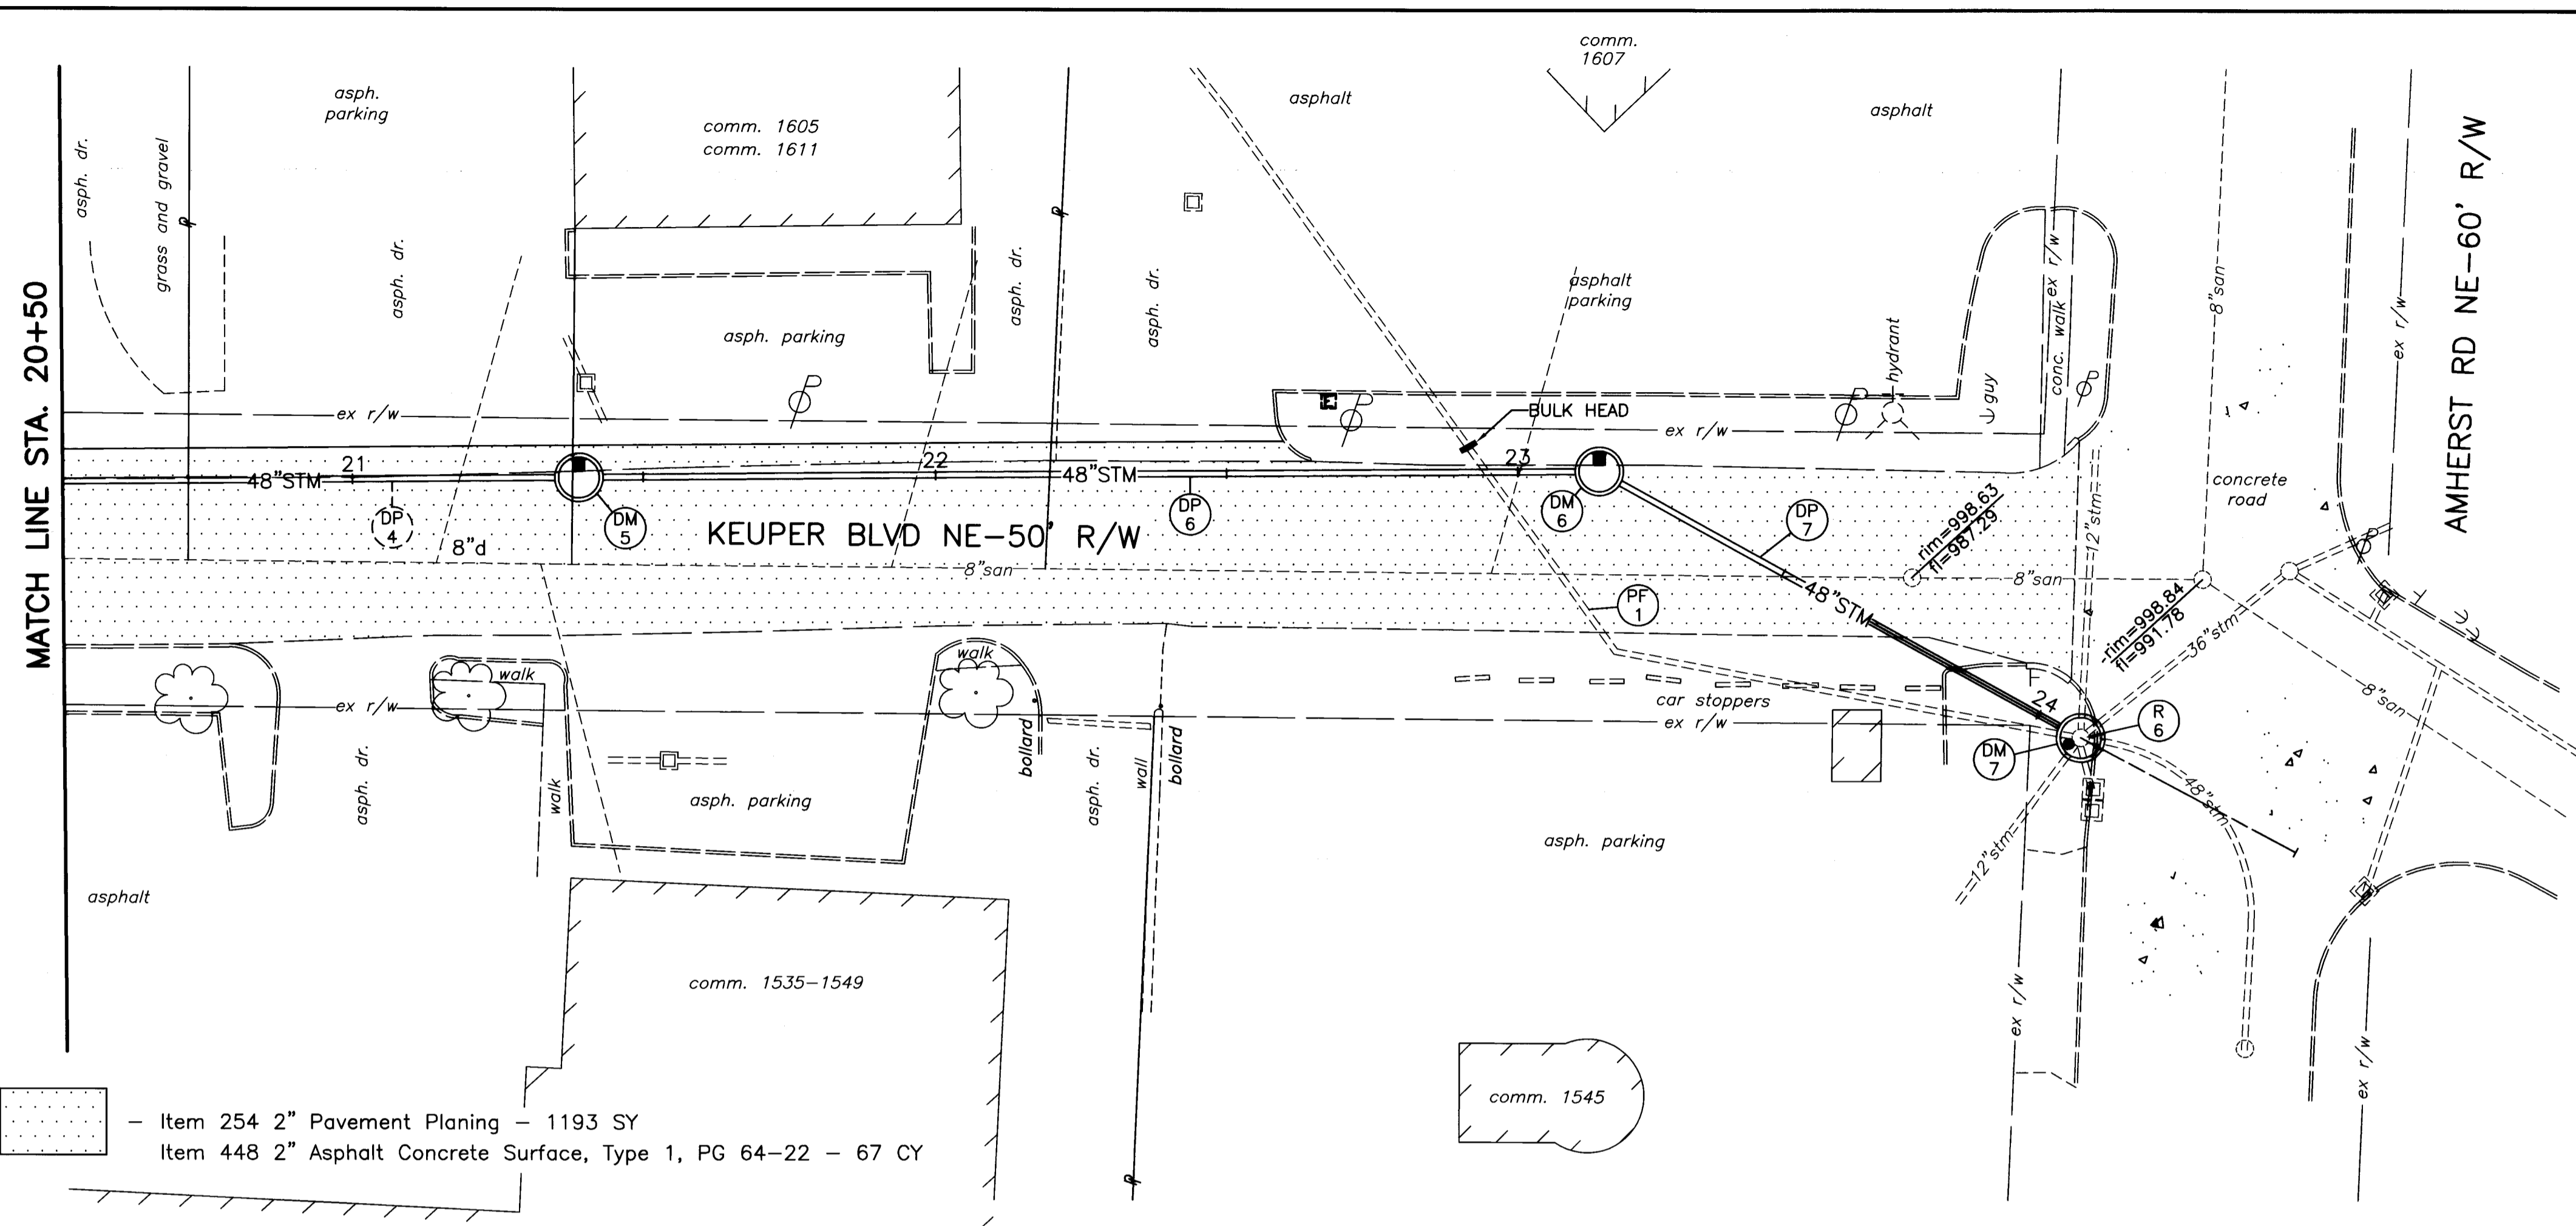 comm.
1607
asph.
parking
asphalt
asphalt
comm. 1605
comm. 1611
asph. dr.
grass and gravel
asph. dr.
asph. dr.
asph. dr.
asphalt
parking
asph. parking
hydrant
guy
conc. walk
ex r/w
8"san
ex r/w
AMHERST RD NE-60' R/W
MATCH LINE STA. 20+50
ex r/w
BULK HEAD
ex r/w
21
22
23
48"STM
48"STM
DP
4
DM
5
DP
6
DM
6
DP
7
8"d
KEUPER BLVD NE-50' R/W
8"san
rim=998.63
fl=987.29
12"stm
concrete
road
8"san
PF
1
48"STM
rim=998.84
fl=991.78
36"stm
8"san
walk
walk
ex r/w
walk
car stoppers
ex r/w
24
R
6
DM
7
bollard
bollard
wall
asph. dr.
asph. dr.
asph. parking
asph. parking
48"stm
12"stm
asphalt
comm. 1535-1549
ex r/w
ex r/w
comm. 1545
- Item 254 2" Pavement Planing - 1193 SY
Item 448 2" Asphalt Concrete Surface, Type 1, PG 64-22 - 67 CY